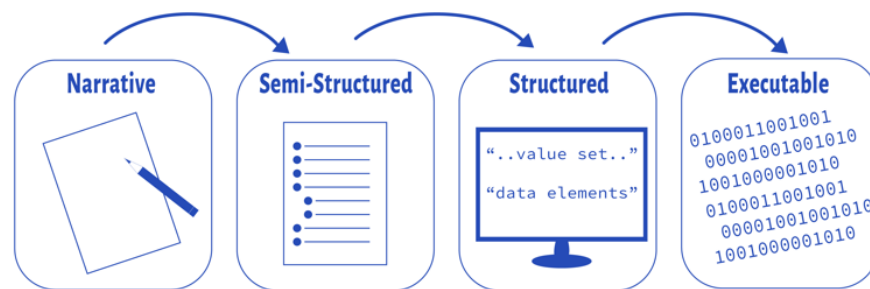 Narrative
Semi-Structured
Structured
Executable
“..value set..”
“data elements”
0100011001001
00001001001010
1001000001010
0100011001001
00001001001010
1001000001010